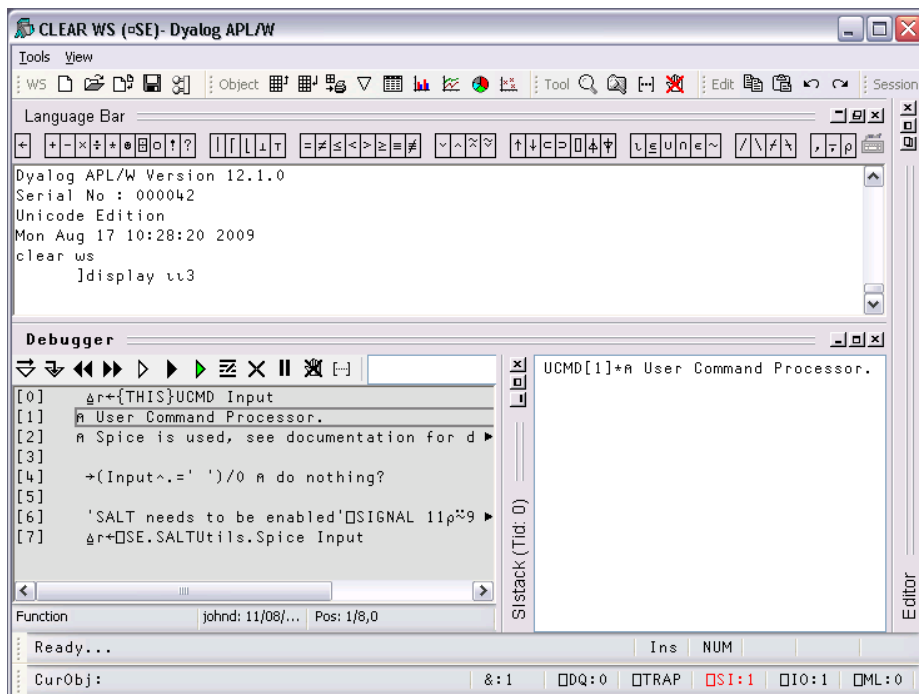 CLEAR WS (⎕SE)- Dyalog APL/W
Tools View
WS Object Tool Edit Session
Language Bar
← + - × ÷ * ⍟ ⌹ ○ ! ? | ⌈ ⌊ ⊥ ⊤ = ≠ ≤ < > ≥ ≡ ≢ ∨ ∧ ⍱ ⍲ ↑ ↓ ⊂ ⊃ ⌷ ⍋ ⍒ ⍳ ⍷ ∪ ∩ ∊ ~ / \ ⌿ ⍀ , ⍪ ⍴
Dyalog APL/W Version 12.1.0
Serial No : 000042
Unicode Edition
Mon Aug 17 10:28:20 2009
clear ws
]display ⍳⍳3
Debugger
[0] ∆r←{THIS}UCMD Input
[1] ⍝ User Command Processor.
[2] ⍝ Spice is used, see documentation for d
[3]
[4] →(Input∧.=' ')/0 ⍝ do nothing?
[5]
[6] 'SALT needs to be enabled'⎕SIGNAL 11⍴⍨9
[7] ∆r←⎕SE.SALTUtils.Spice Input
Function johnd: 11/08/... Pos: 1/8,0
SIstack (Tid: 0)
UCMD[1]*⍝ User Command Processor.
Editor
Ready... Ins NUM
CurObj: &:1 ⎕DQ:0 ⎕TRAP ⎕SI:1 ⎕IO:1 ⎕ML:0